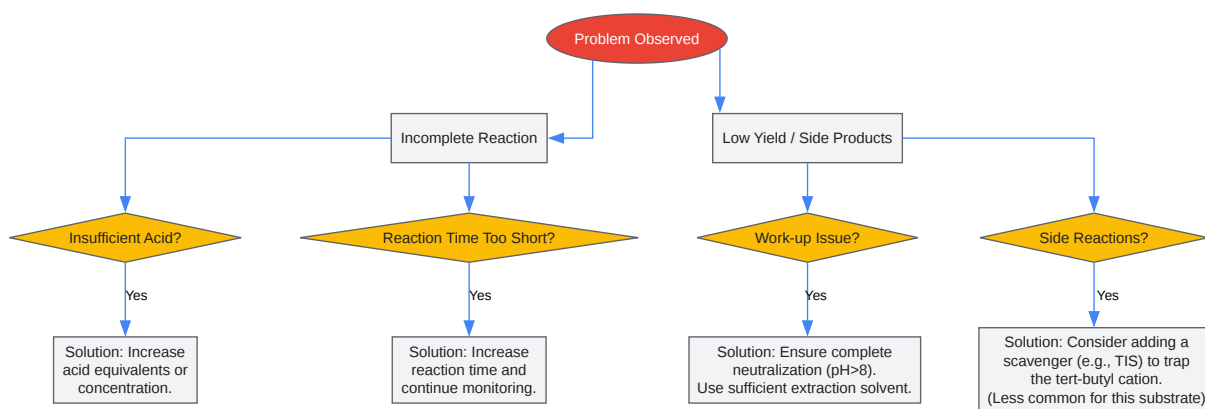 Problem Observed
Incomplete Reaction
Low Yield / Side Products
Insufficient Acid?
Reaction Time Too Short?
Work-up Issue?
Side Reactions?
Yes
Yes
Yes
Yes
Solution: Increase
acid equivalents or
concentration.
Solution: Increase
reaction time and
continue monitoring.
Solution: Ensure complete
neutralization (pH>8).
Use sufficient extraction solvent.
Solution: Consider adding a
scavenger (e.g., TIS) to trap
the tert-butyl cation.
(Less common for this substrate)